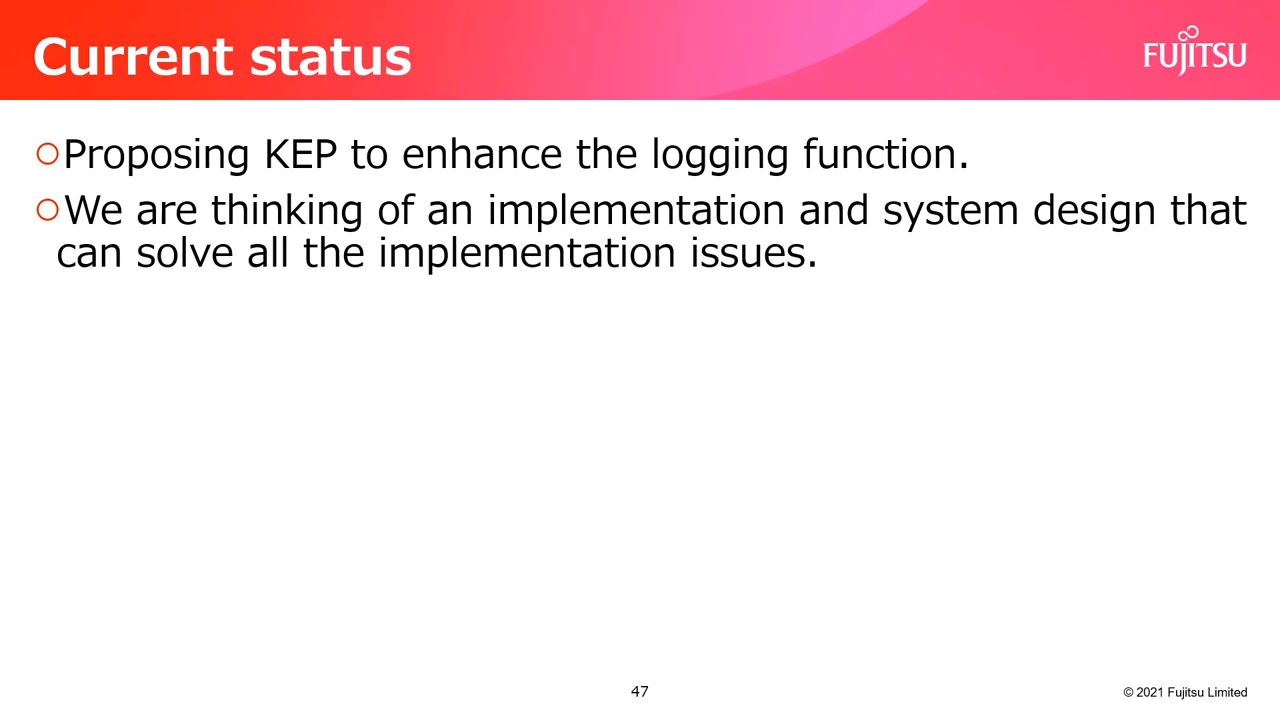 Current status
FUJITSU
○Proposing KEP to enhance the logging function.
○We are thinking of an implementation and system design that
can solve all the implementation issues.
47
© 2021 Fujitsu Limited